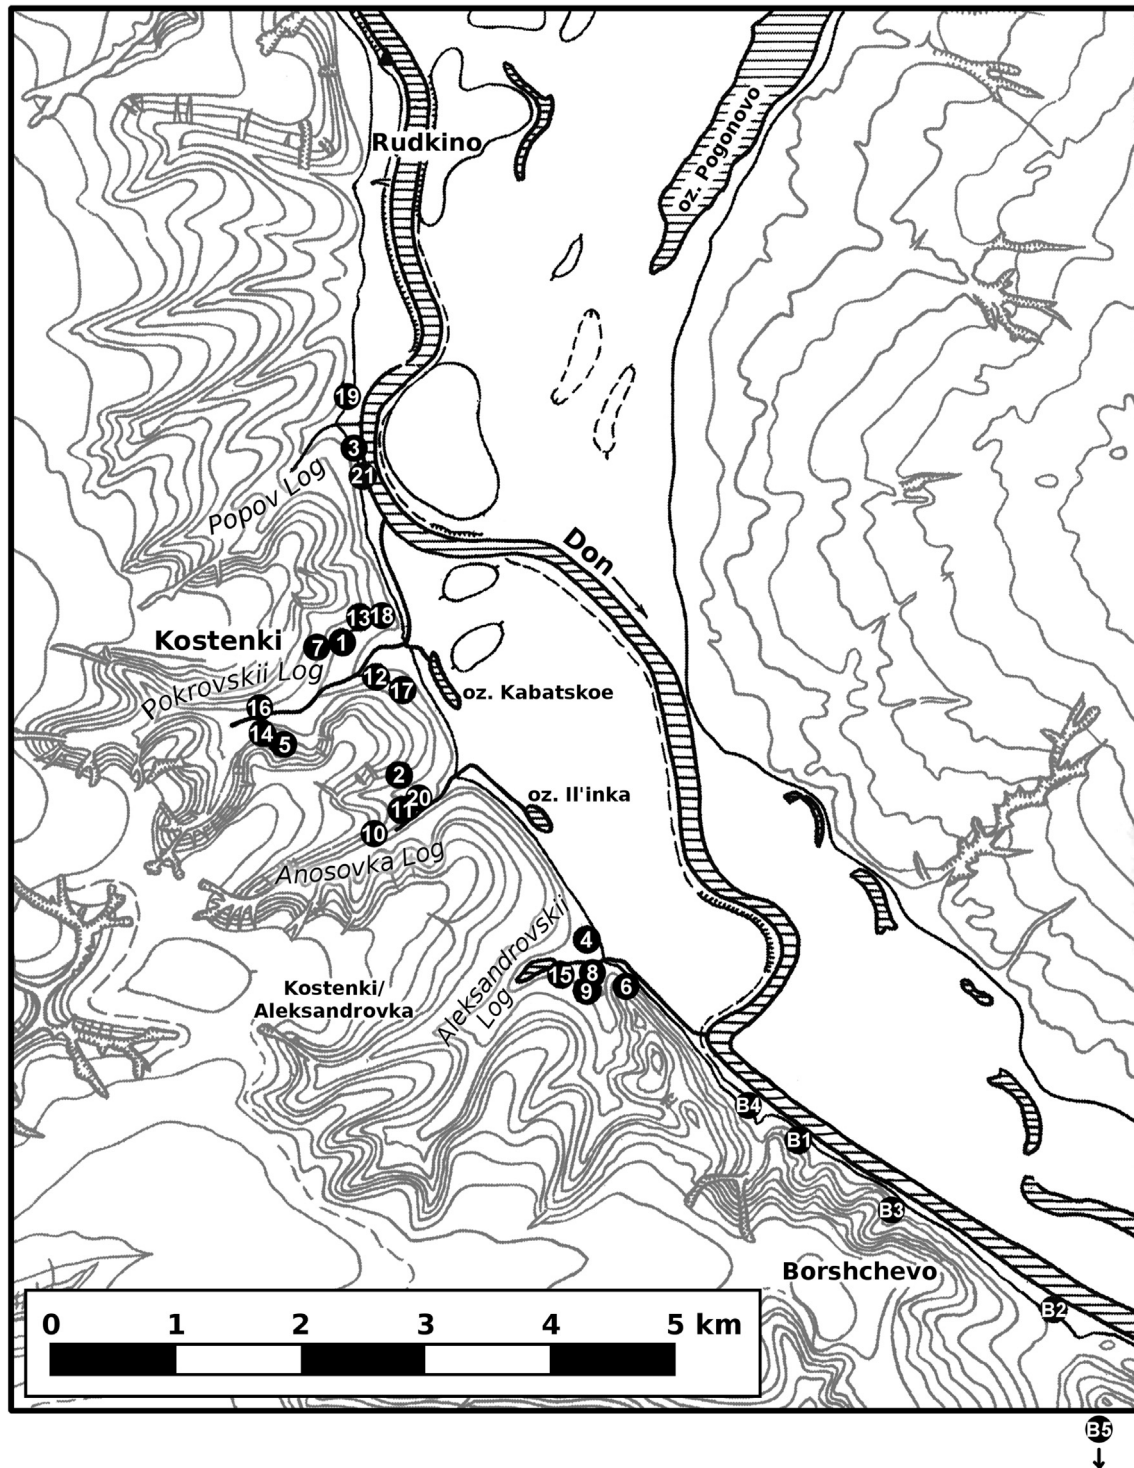 Rudkino
oz. Pogonovo
19
3
21
Popov Log
Don
13
18
1
7
Kostenki
Pokrovskii Log
12
17
oz. Kabatskoe
16
14
5
2
20
11
10
oz. Il'inka
Anosovka Log
Aleksandrovskii
Log
4
15
8
9
6
Kostenki/
Aleksandrovka
B4
B1
B3
Borshchevo
B2
0 1 2 3 4 5 km
B5